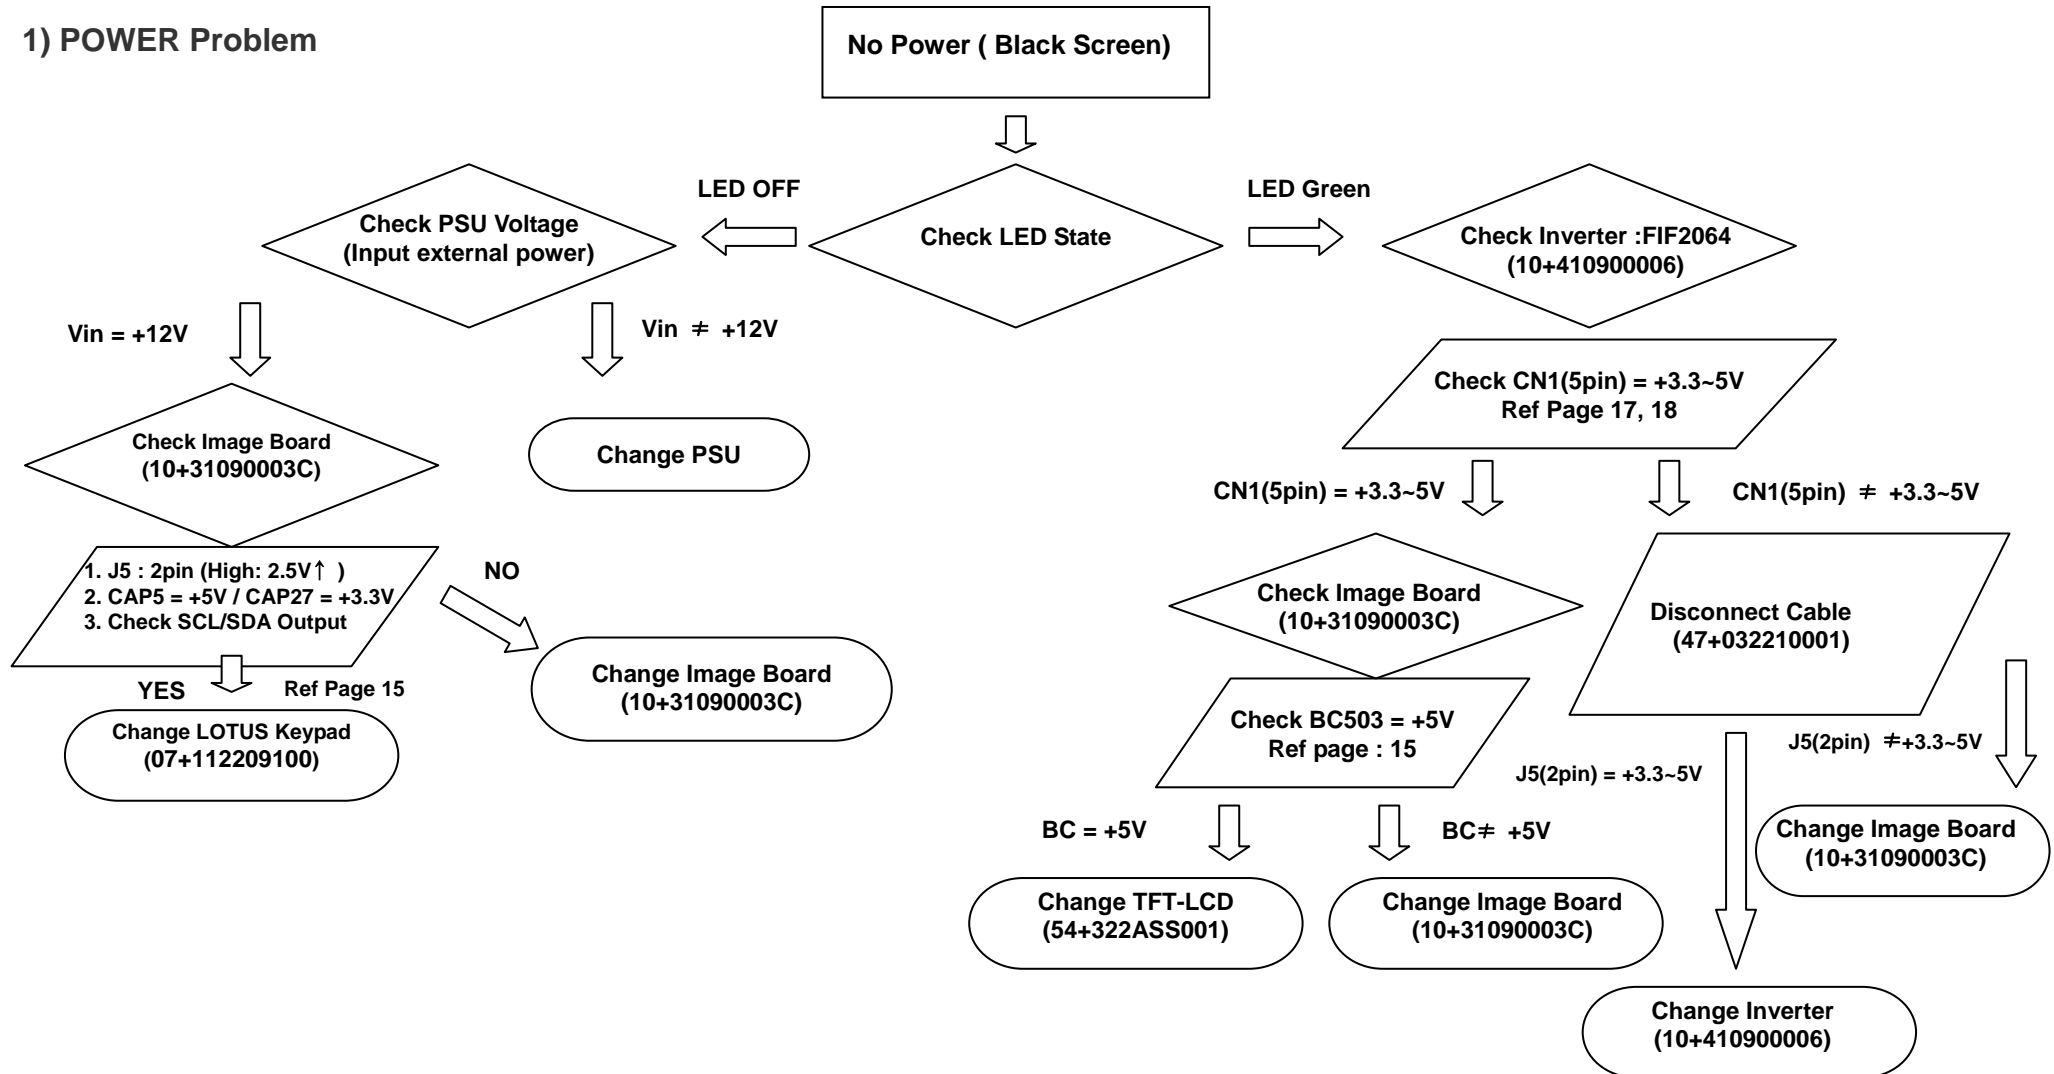 1) POWER Problem
No Power ( Black Screen)
LED OFF
LED Green
Check PSU Voltage
(Input external power)
Check LED State
Check Inverter :FIF2064
(10+410900006)
Vin = +12V
Vin ≠ +12V
Check CN1(5pin) = +3.3~5V
Ref Page 17, 18
Check Image Board
(10+31090003C)
Change PSU
CN1(5pin) = +3.3~5V
CN1(5pin) ≠ +3.3~5V
1. J5 : 2pin (High: 2.5V↑ )
2. CAP5 = +5V / CAP27 = +3.3V
3. Check SCL/SDA Output
NO
Check Image Board
(10+31090003C)
Disconnect Cable
(47+032210001)
YES
Ref Page 15
Change Image Board
(10+31090003C)
Change LOTUS Keypad
(07+112209100)
Check BC503 = +5V
Ref page : 15
J5(2pin) = +3.3~5V
J5(2pin) ≠+3.3~5V
BC = +5V
BC≠ +5V
Change Image Board
(10+31090003C)
Change TFT-LCD
(54+322ASS001)
Change Image Board
(10+31090003C)
Change Inverter
(10+410900006)